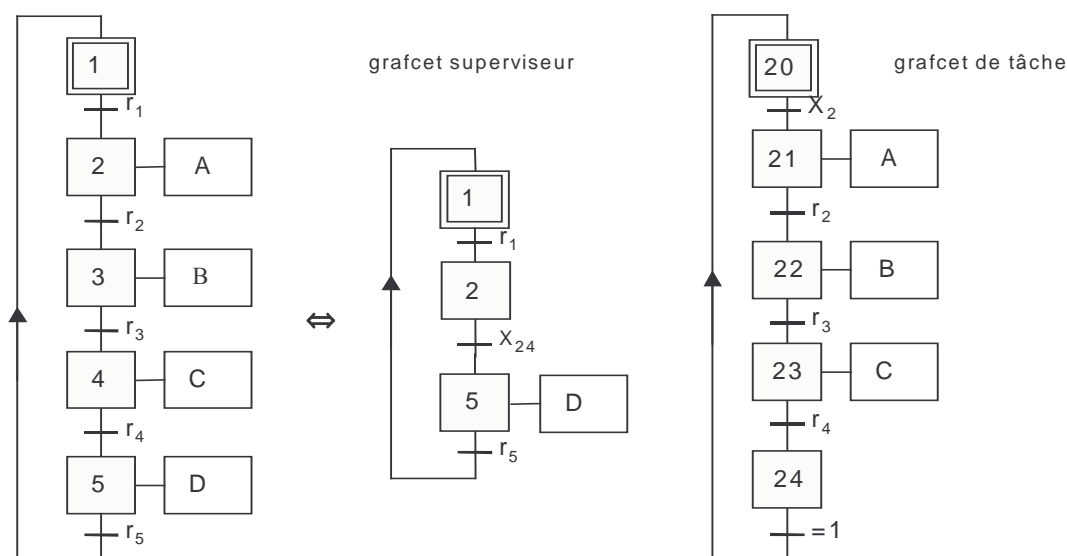 1
r₁
2
A
r₂
3
B
r₃
4
C
r₄
5
D
r₅
⇔
grafcet superviseur
1
r₁
2
X₂₄
5
D
r₅
grafcet de tâche
20
X₂
21
A
r₂
22
B
r₃
23
C
r₄
24
=1